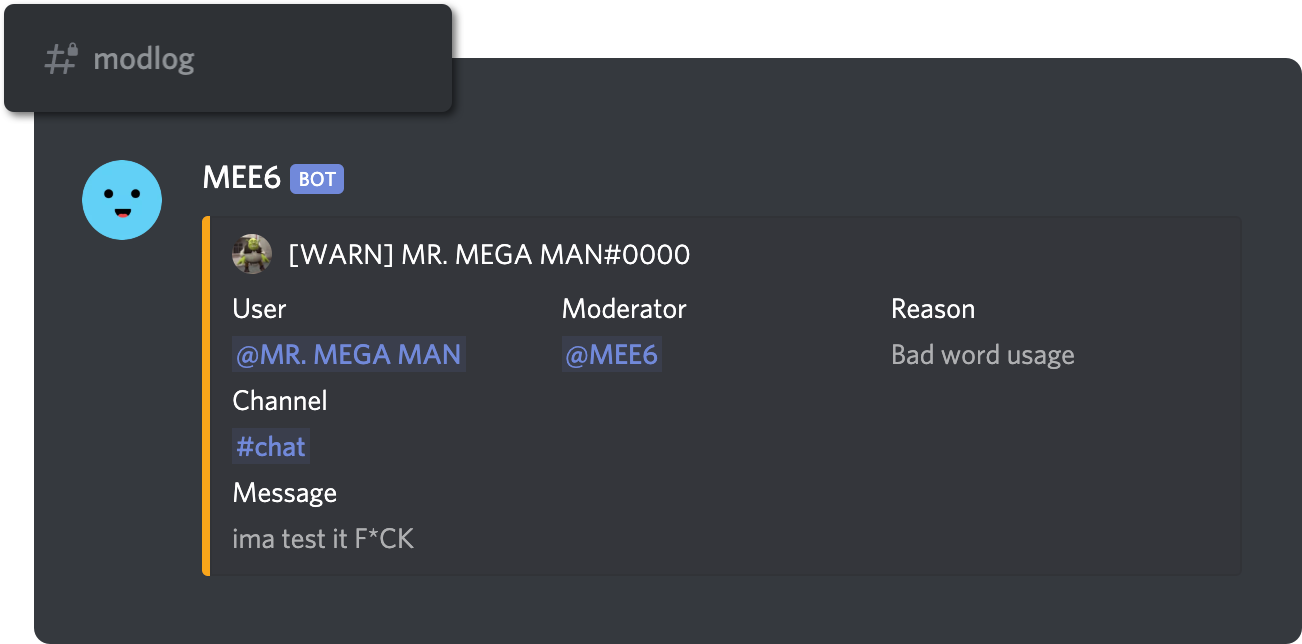 # modlog
MEE6 BOT
[WARN] MR. MEGA MAN#0000
User Moderator Reason
@MR. MEGA MAN @MEE6 Bad word usage
Channel
#chat
Message
ima test it F*CK